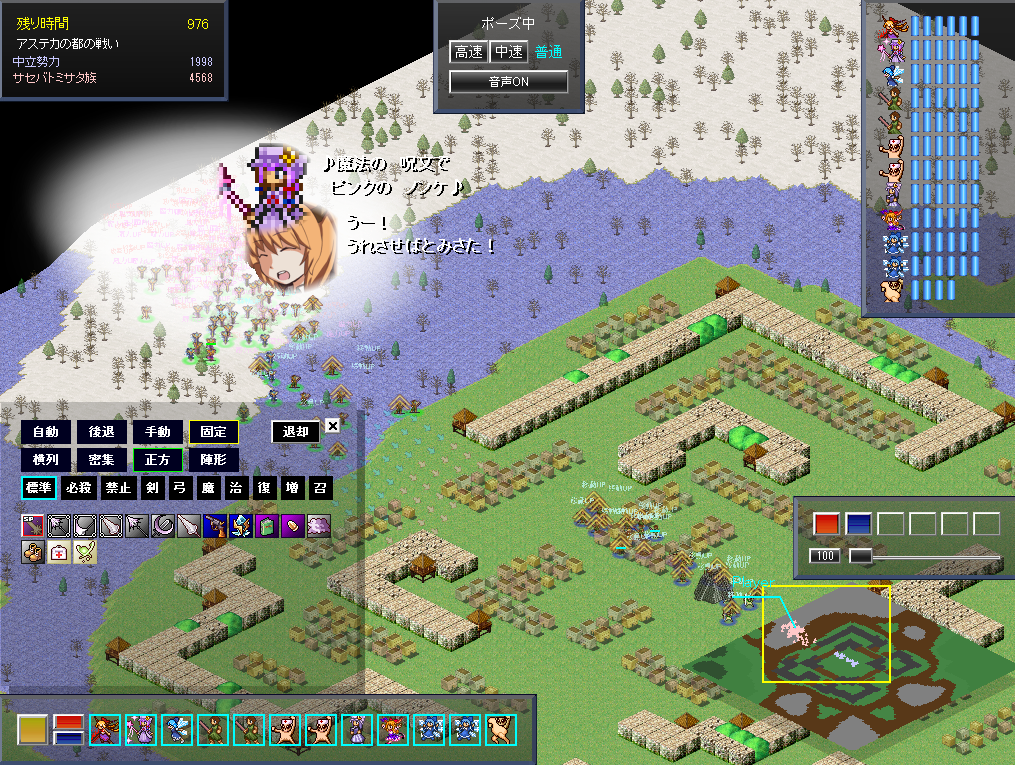 残り時間 976
アステカの都の戦い
中立勢力 1998
サセバトミサタ族 4568
ポーズ中
高速 中速 普通
音声ON
♪魔法の 呪文で
ピンクの ノンケ♪
うー！
うれさせばとみさた！
自動 後退 手動 固定 退却
横列 密集 正方 陣形
標準 必殺 禁止 剣 弓 魔 治 復 増 召
SP
100